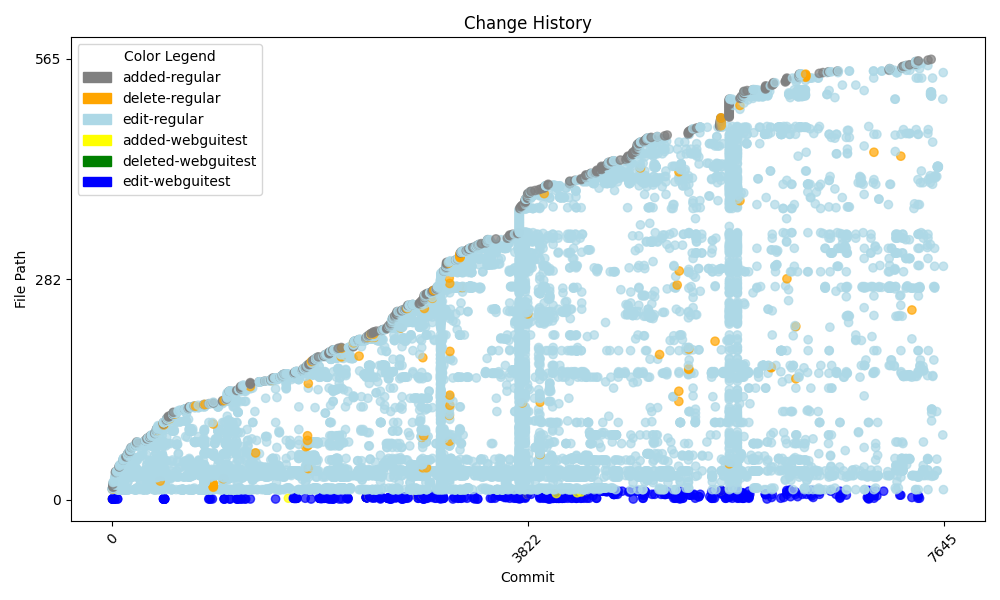 Change History
Color Legend
added-regular
delete-regular
edit-regular
added-webguitest
deleted-webguitest
edit-webguitest
565
282
0
File Path
0
3822
7645
Commit